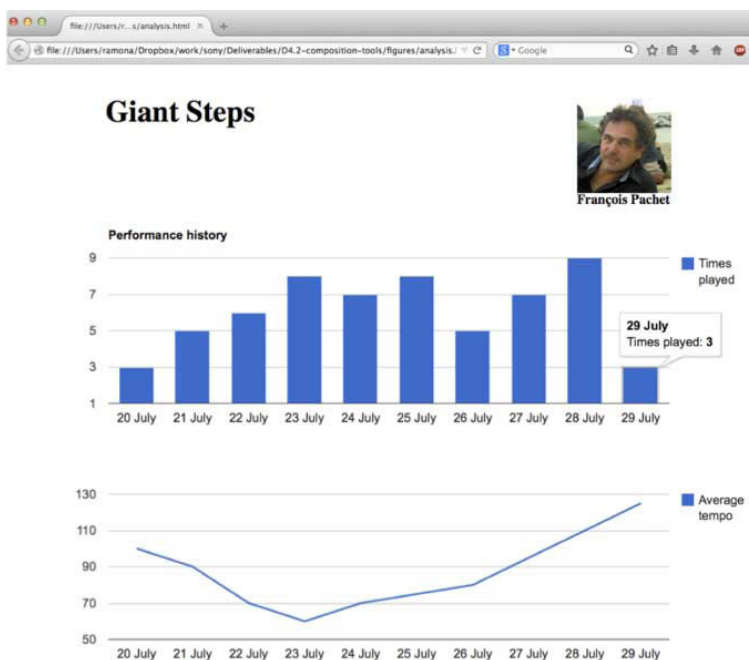 file:///Users/r...s/analysis.html
file:///Users/ramona/Dropbox/work/sony/Deliverables/D4.2-composition-tools/figures/analysis.
Google
Giant Steps
François Pachet
Performance history
9
7
5
3
1
Times
played
29 July
Times played: 3
20 July 21 July 22 July 23 July 24 July 25 July 26 July 27 July 28 July 29 July
130
110
90
70
50
Average
tempo
20 July 21 July 22 July 23 July 24 July 25 July 26 July 27 July 28 July 29 July